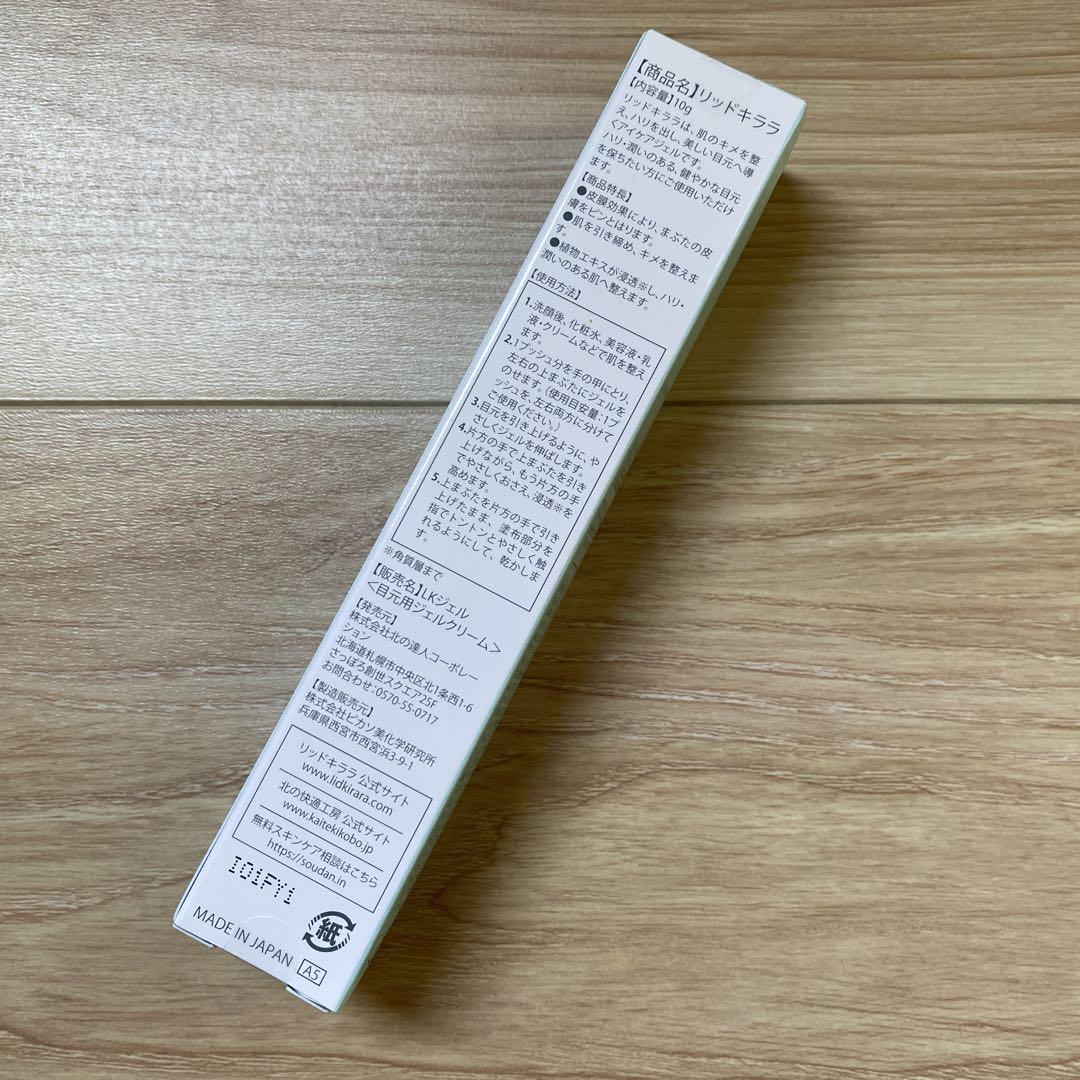 【商品名】リッドキララ
【内容量】10g
リッドキララは、肌のキメを整
え、ハリを出し、美しい目元へ導
くアイケアジェルです。
ハリ・潤いのある、健やかな目元
を保ちたい方にご使用いただけ
ます。
【商品特長】
●皮膜効果により、まぶたの皮
膚をピンとはります。
●肌を引き締め、キメを整えま
す。
●植物エキスが浸透※し、ハリ・
潤いのある肌へ整えます。
【使用方法】
1.洗顔後、化粧水、美容液・乳
液・クリームなどで肌を整え
ます。
2.1プッシュ分を手の甲にとり、
左右の上まぶたにジェルを
のせます。（使用目安量：1プ
ッシュを、左右両方に分けて
ご使用ください。）
3.目元を引き上げるように、や
さしくジェルを伸ばします。
4.片方の手で上まぶたを引き
上げながら、もう片方の手
でやさしくおさえ、浸透※を
高めます。
5.上まぶたを片方の手で引き
上げたまま、塗布部分を
指でトントンとやさしく触
れるようにして、乾かしま
す。
※角質層まで
【販売名】LKジェル
＜目元用ジェルクリーム＞
【発売元】
株式会社北の達人コーポレー
ション
北海道札幌市中央区北1条西1-6
さっぽろ創世スクエア25F
お問合わせ：0570-55-0717
【製造販売元】
株式会社ピカソ美化学研究所
兵庫県西宮市西宮浜3-9-1
リッドキララ 公式サイト
www.lidkirara.com
北の快適工房 公式サイト
www.kaitekikobo.jp
無料スキンケア相談はこちら
https://soudan.in
IO1FY1
紙
MADE IN JAPAN A5